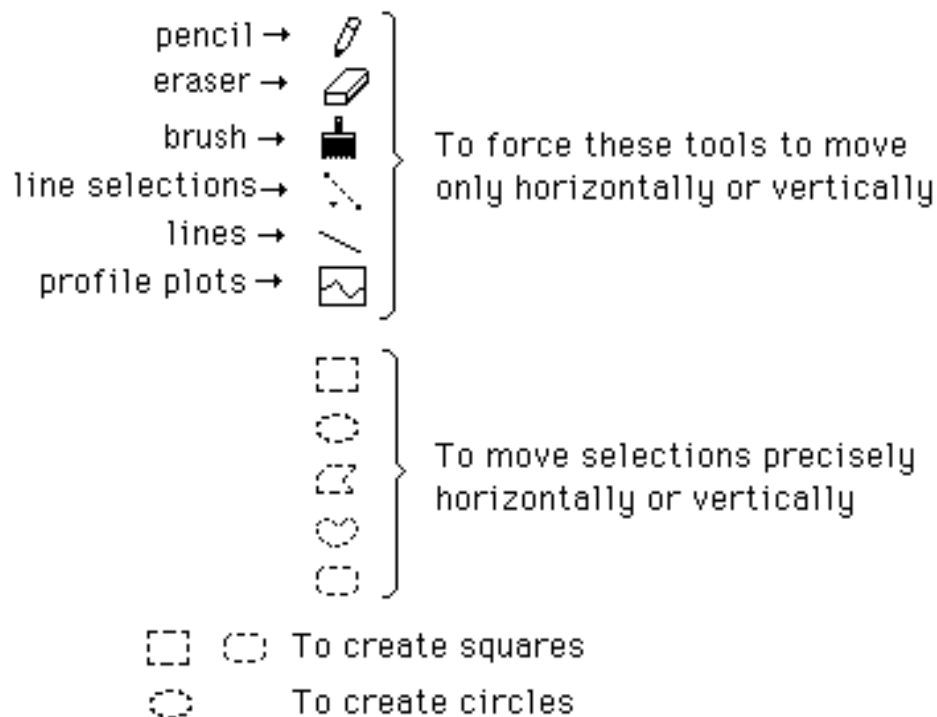 pencil →
eraser →
brush →
line selections→
lines →
profile plots →
To force these tools to move
only horizontally or vertically
To move selections precisely
horizontally or vertically
To create squares
To create circles